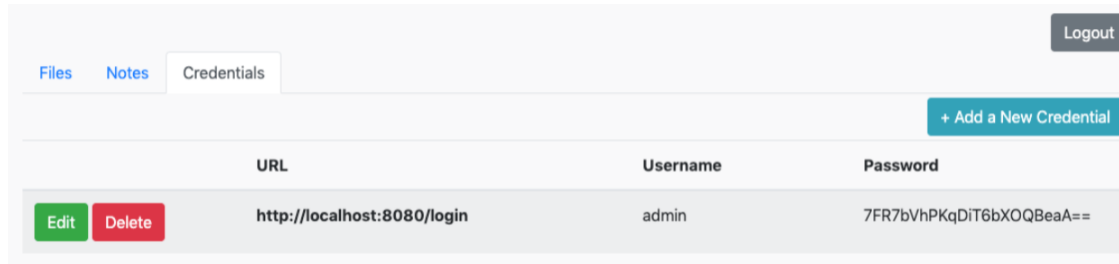 Logout
Files Notes Credentials
+ Add a New Credential
URL Username Password
Edit Delete http://localhost:8080/login admin 7FR7bVhPKqDiT6bXOQBeaA==